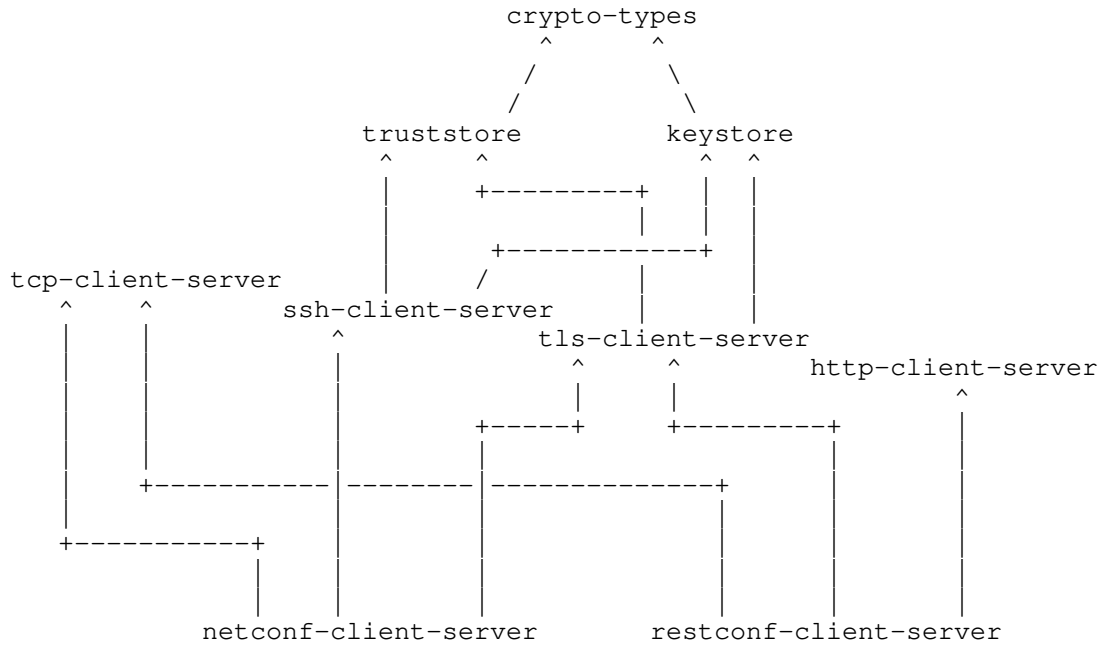 crypto-types
truststore keystore
tcp-client-server
ssh-client-server
tls-client-server
http-client-server
netconf-client-server restconf-client-server